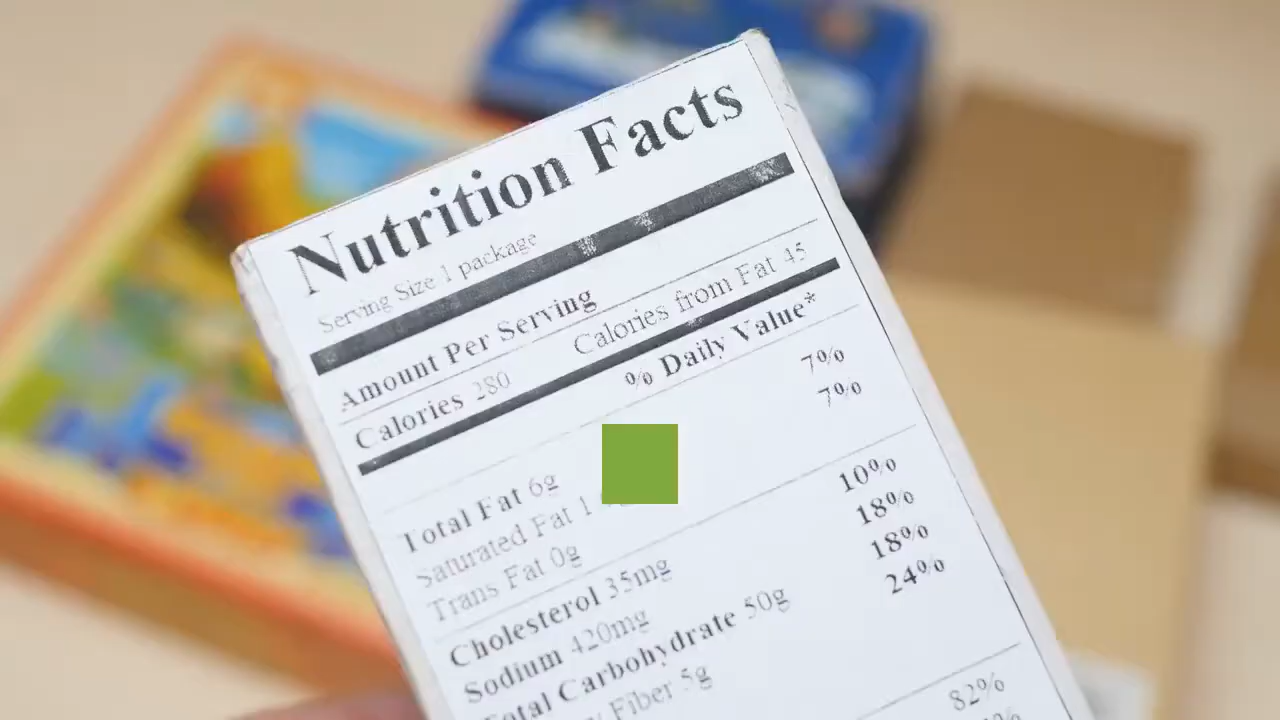 Nutrition Facts
Serving Size 1 package
Amount Per Serving
Calories 280 Calories from Fat 45
% Daily Value*
Total Fat 6g 7%
Saturated Fat 7%
Trans Fat 0g
Cholesterol 35mg 10%
Sodium 420mg 18%
Total Carbohydrate 50g 18%
Fiber 5g 24%
82%